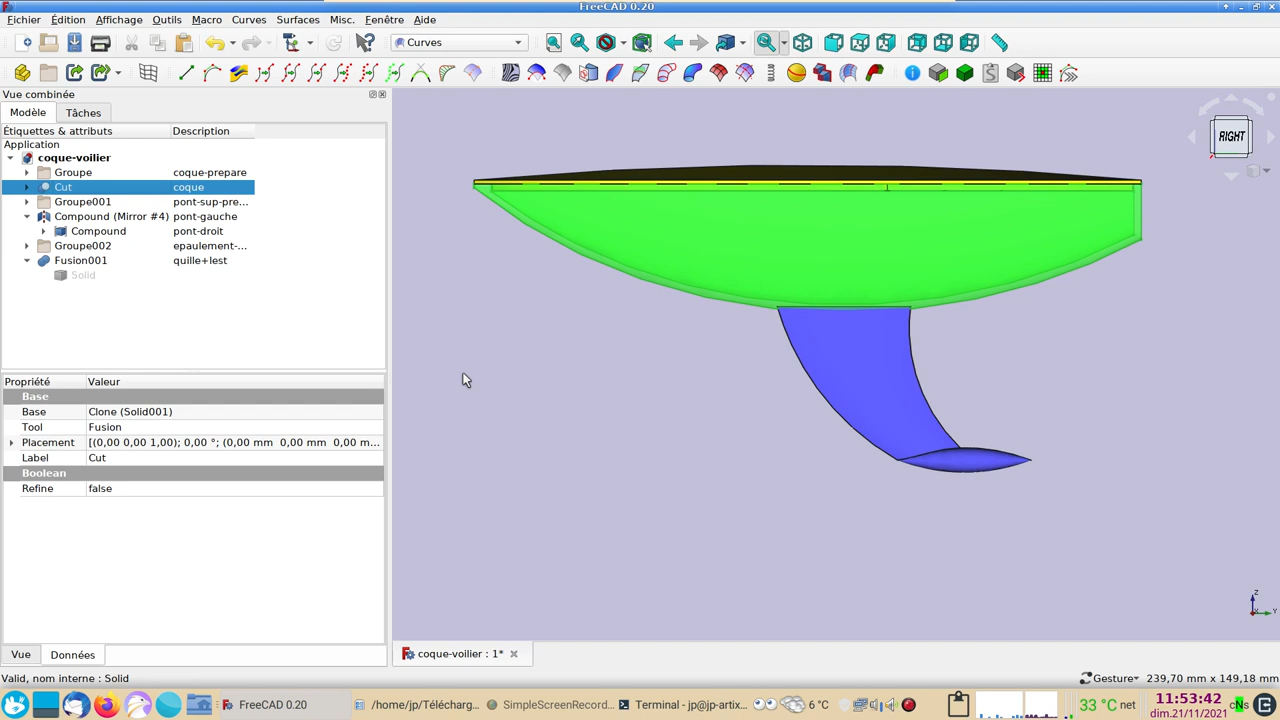 FreeCAD 0.20
Fichier Édition Affichage Outils Macro Curves Surfaces Misc. Fenêtre Aide
Curves
Vue combinée
Modèle Tâches
Étiquettes & attributs Description
Application
coque-voilier
Groupe coque-prepare
Cut coque
Groupe001 pont-sup-pre...
Compound (Mirror #4) pont-gauche
Compound pont-droit
Groupe002 epaulement-...
Fusion001 quille+lest
Solid
RIGHT
Propriété Valeur
Base
Base Clone (Solid001)
Tool Fusion
Placement [(0,00 0,00 1,00); 0,00 °; (0,00 mm 0,00 mm 0,00 m...
Label Cut
Boolean
Refine false
Z
Y
Vue Données
coque-voilier : 1*
Valid, nom interne : Solid
Gesture 239,70 mm x 149,18 mm
FreeCAD 0.20
/home/jp/Télécharg...
SimpleScreenRecord...
Terminal - jp@jp-artix...
6 °C
33 °C net
11:53:42
dim.21/11/2021
cNs